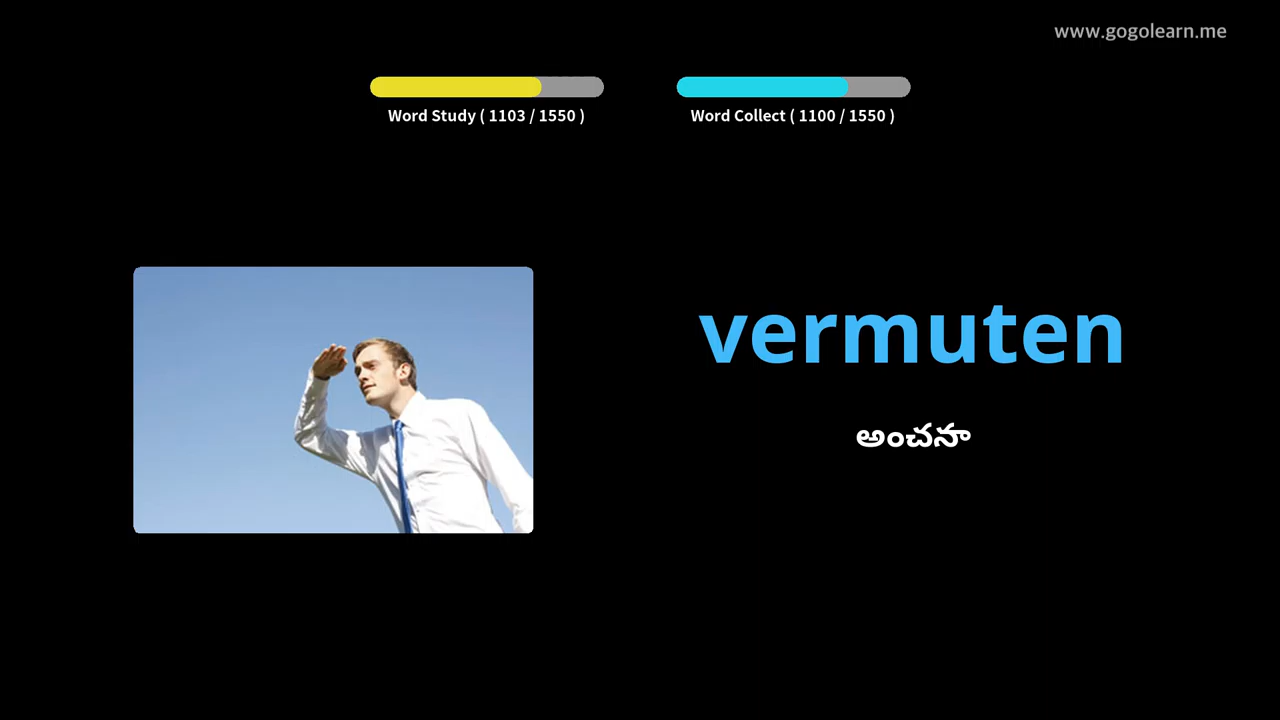 www.gogolearn.me
Word Study ( 1103 / 1550 )
Word Collect ( 1100 / 1550 )
vermuten
అంచనా